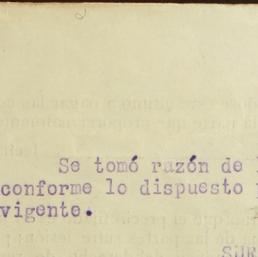 Se tomó razón de
conforme lo dispuesto
vigente.